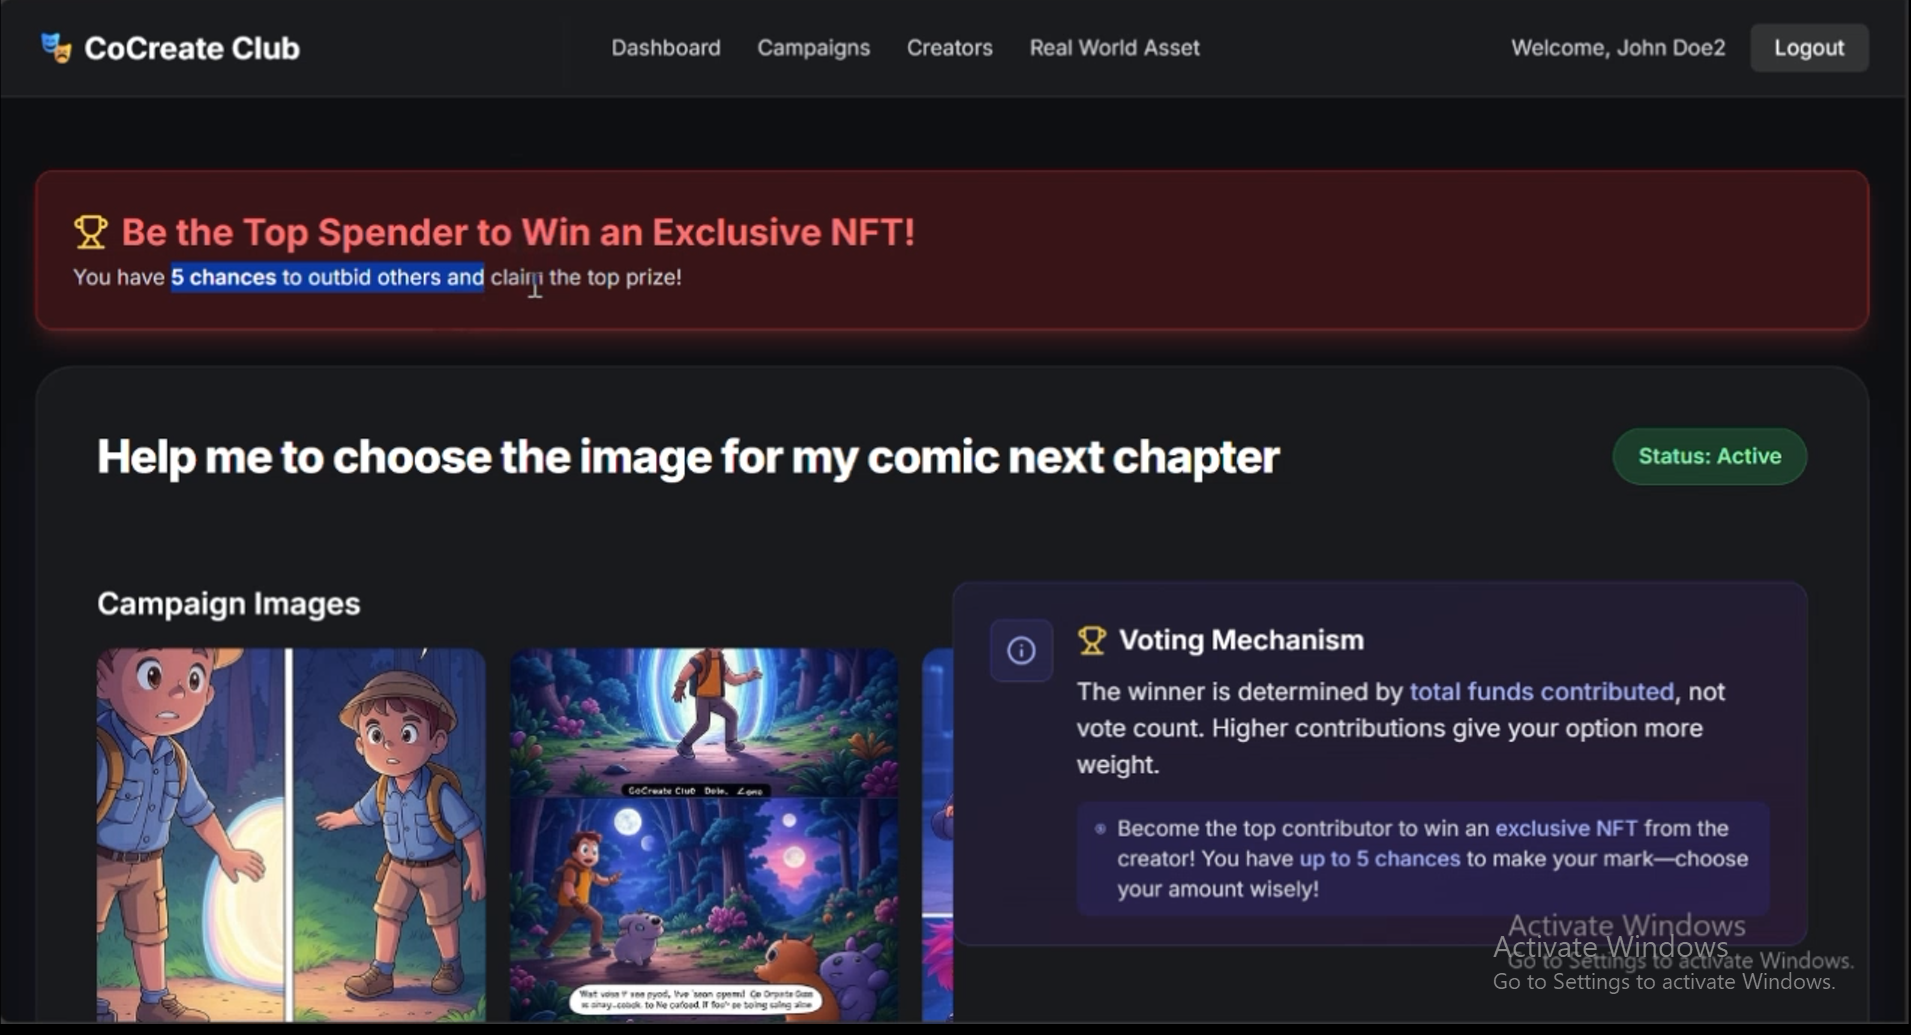 CoCreate Club
Dashboard Campaigns Creators Real World Asset
Welcome, John Doe2 Logout
Be the Top Spender to Win an Exclusive NFT!
You have 5 chances to outbid others and claim the top prize!
Help me to choose the image for my comic next chapter
Status: Active
Campaign Images
CoCreate Club
Voting Mechanism
The winner is determined by total funds contributed, not
vote count. Higher contributions give your option more
weight.
Become the top contributor to win an exclusive NFT from the
creator! You have up to 5 chances to make your mark—choose
your amount wisely!
Activate Windows
Go to Settings to activate Windows.
Activate Windows
Go to Settings to activate Windows.